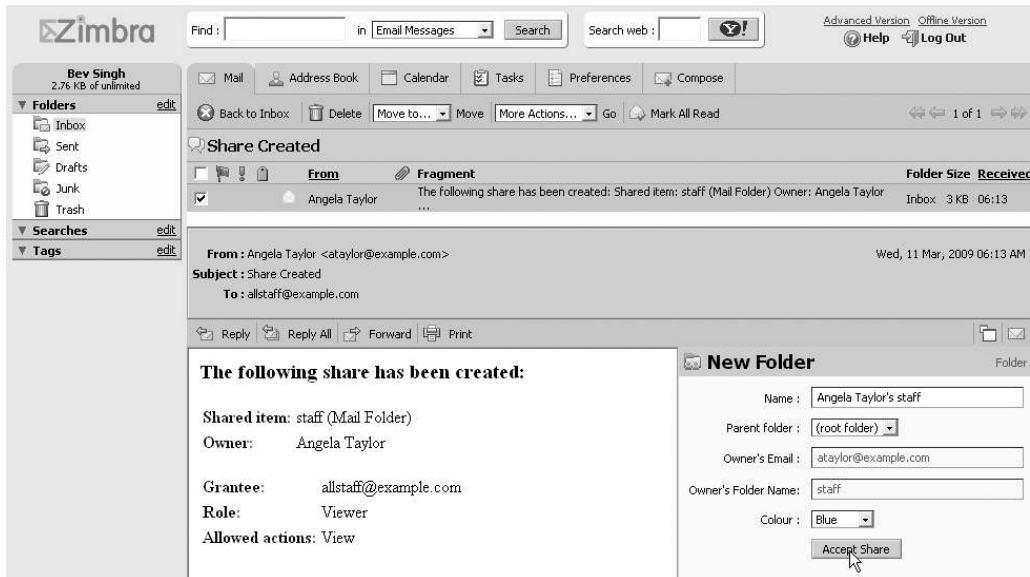 Zimbra
Find : in Email Messages Search Search web : Y! Advanced Version Offline Version
Help Log Out
Bev Singh
2.76 KB of unlimited
Folders edit
Inbox
Sent
Drafts
Junk
Trash
Searches edit
Tags edit
Mail Address Book Calendar Tasks Preferences Compose
Back to Inbox Delete Move to... Move More Actions... Go Mark All Read 1 of 1
Share Created
From Fragment Folder Size Received
Angela Taylor The following share has been created: Shared item: staff (Mail Folder) Owner: Angela Taylor ... Inbox 3 KB 06:13
From : Angela Taylor <ataylor@example.com> Wed, 11 Mar, 2009 06:13 AM
Subject : Share Created
To : allstaff@example.com
Reply Reply All Forward Print
The following share has been created:
Shared item: staff (Mail Folder)
Owner: Angela Taylor
Grantee: allstaff@example.com
Role: Viewer
Allowed actions: View
New Folder Folder
Name : Angela Taylor's staff
Parent folder : (root folder)
Owner's Email : ataylor@example.com
Owner's Folder Name: staff
Colour : Blue
Accept Share